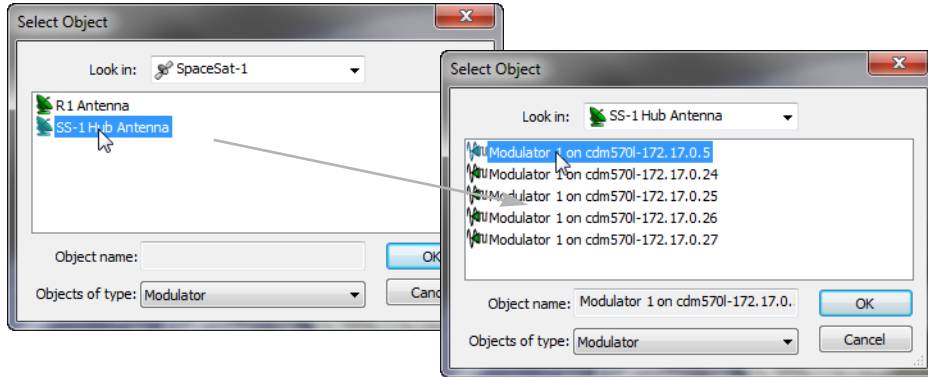 Select Object
Look in: SpaceSat-1
R1 Antenna
SS-1 Hub Antenna
Object name:
OK
Objects of type: Modulator
Canc
Select Object
Look in: SS-1 Hub Antenna
Modulator 1 on cdm570l-172.17.0.5
Modulator 1 on cdm570l-172.17.0.24
Modulator 1 on cdm570l-172.17.0.25
Modulator 1 on cdm570l-172.17.0.26
Modulator 1 on cdm570l-172.17.0.27
Object name: Modulator 1 on cdm570l-172.17.0.
OK
Objects of type: Modulator
Cancel